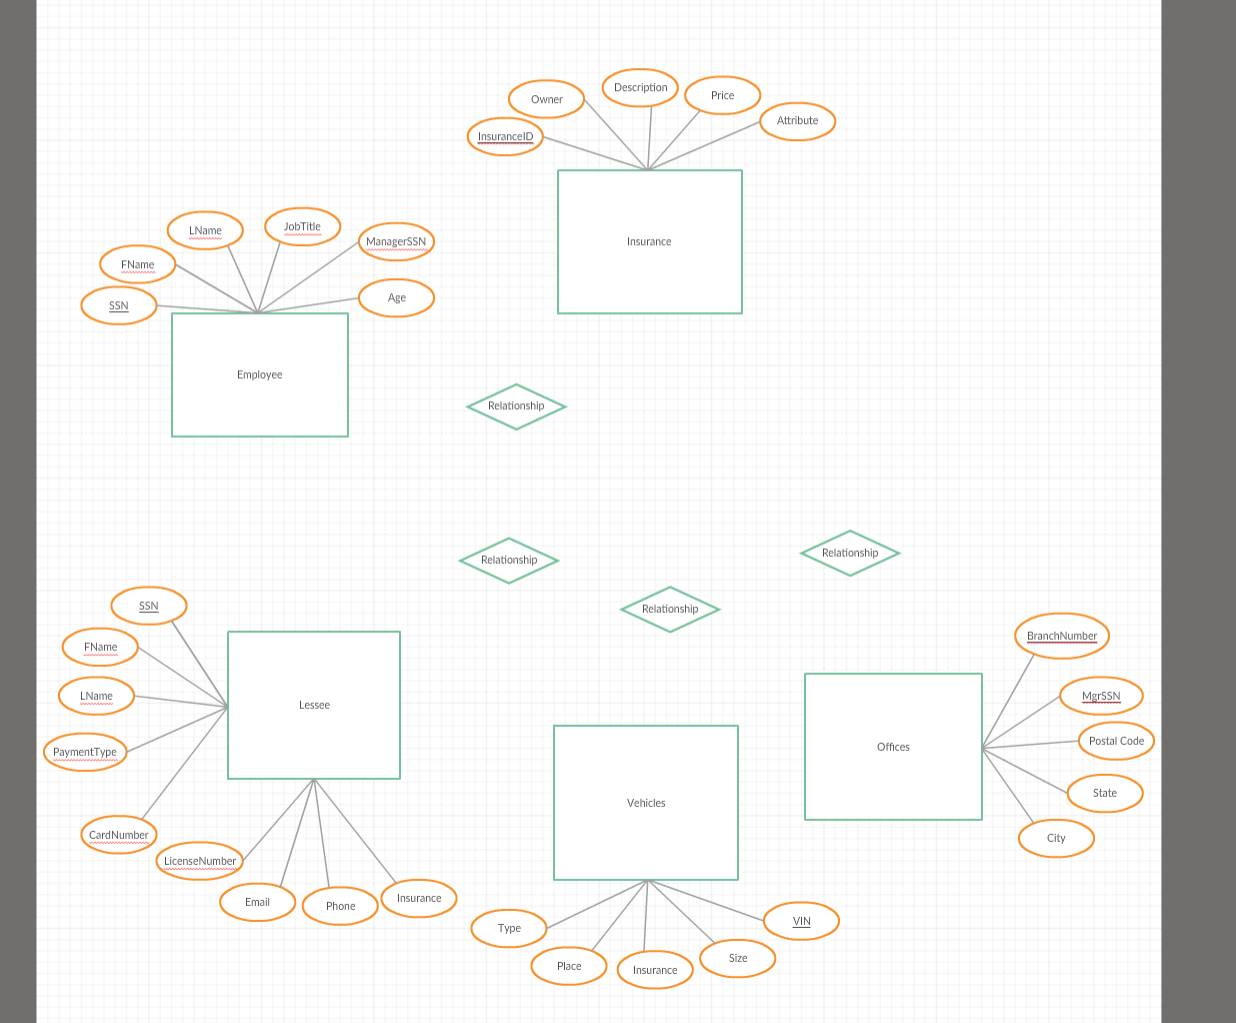 Description
Price
Owner
Attribute
InsuranceID
Insurance
JobTitle
LName
ManagerSSN
FName
Age
SSN
Employee
Relationship
Relationship
Relationship
Relationship
SSN
FName
LName
PaymentType
CardNumber
Lessee
LicenseNumber
Email
Phone
Insurance
Vehicles
Type
Place
Insurance
Size
VIN
Offices
BranchNumber
MgrSSN
Postal Code
State
City